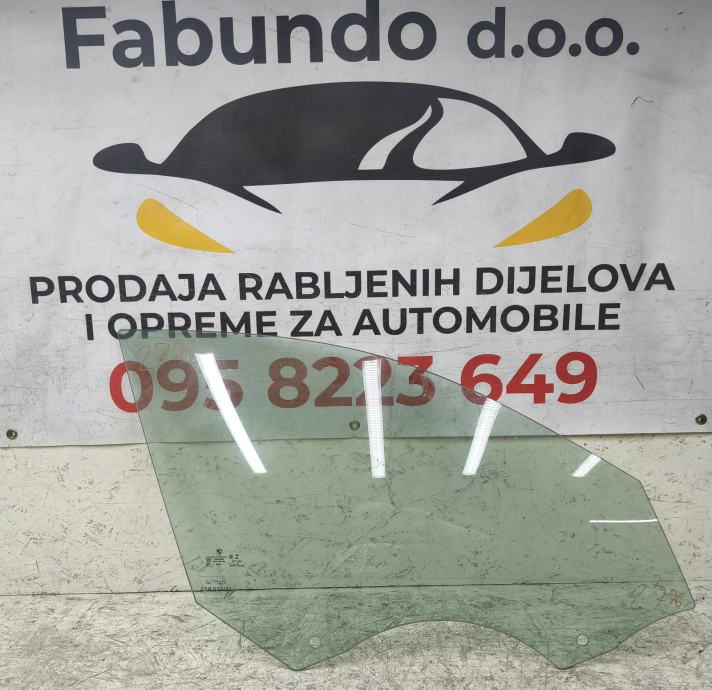 Fabundo d.o.o.
PRODAJA RABLJENIH DIJELOVA
I OPREME ZA AUTOMOBILE
095 8223 649